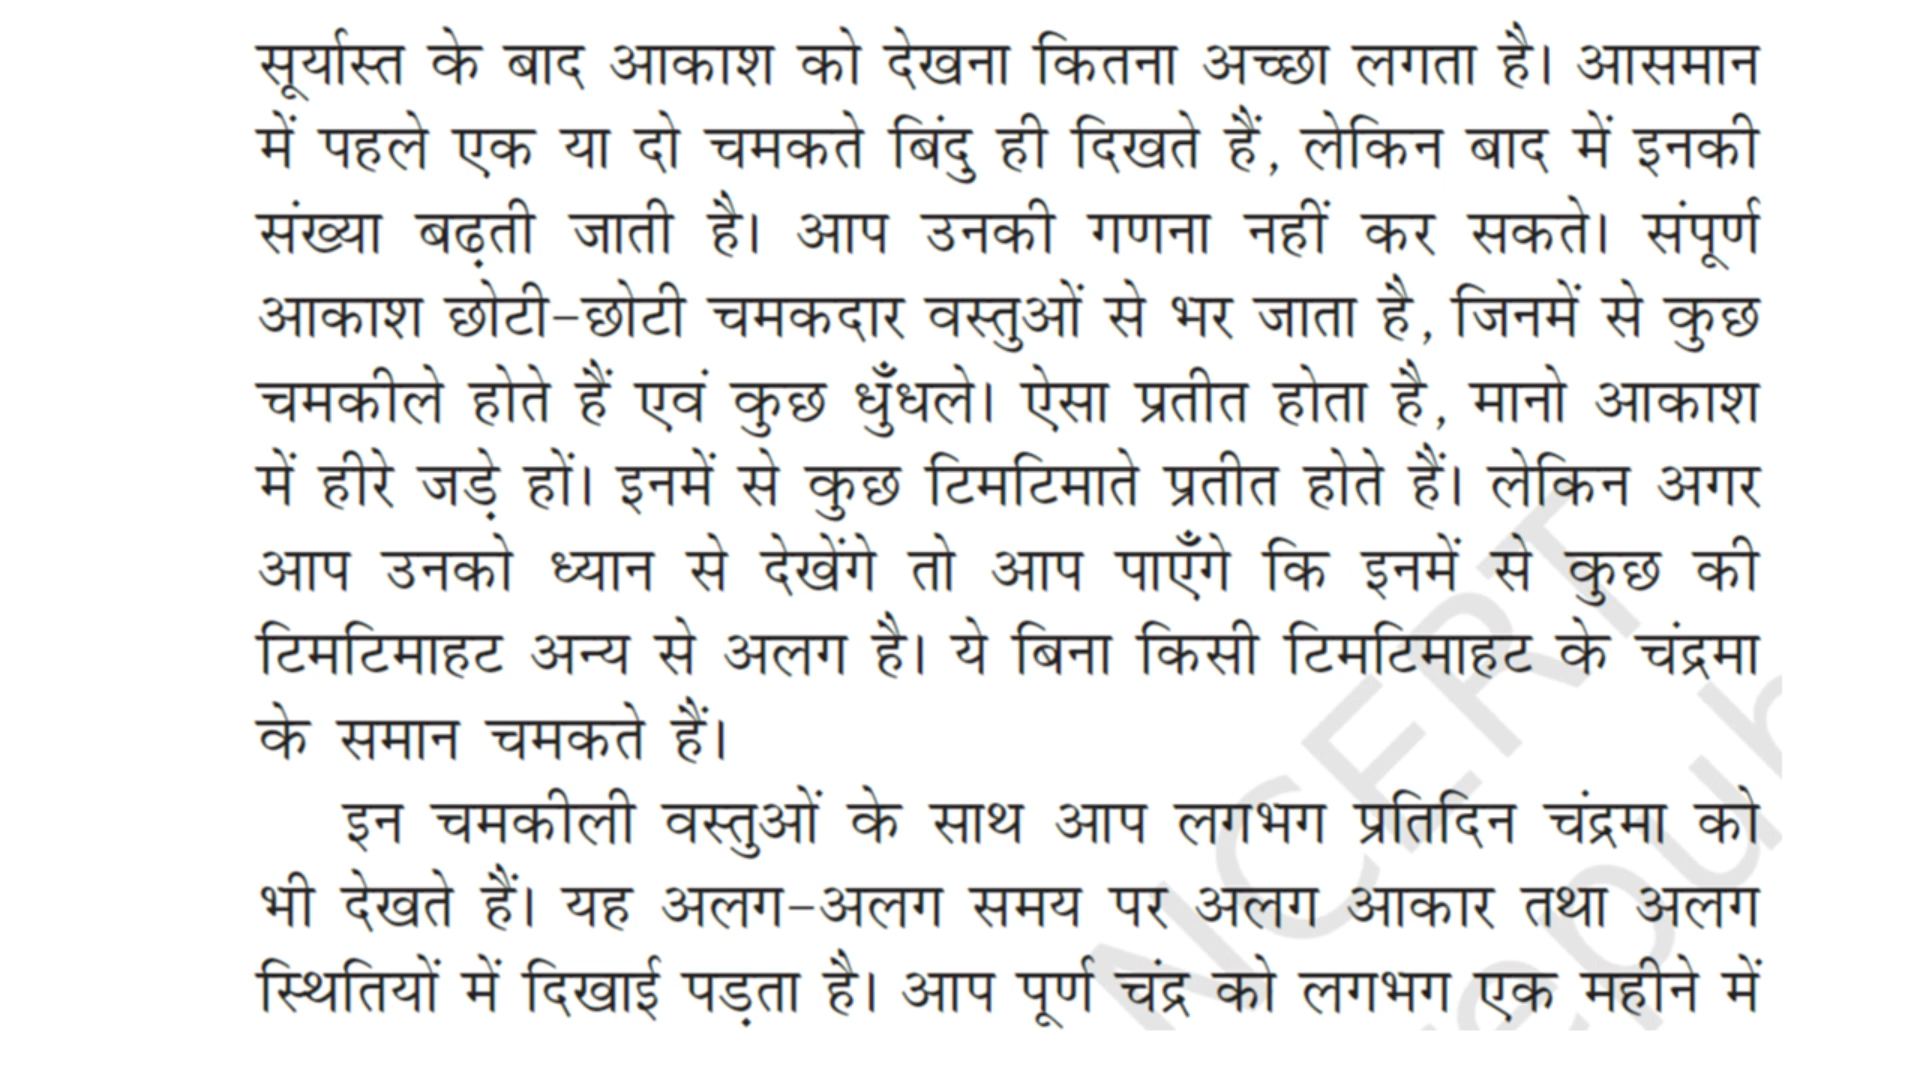 सूर्यास्त के बाद आकाश को देखना कितना अच्छा लगता है। आसमान
में पहले एक या दो चमकते बिंदु ही दिखते हैं, लेकिन बाद में इनकी
संख्या बढ़ती जाती है। आप उनकी गणना नहीं कर सकते। संपूर्ण
आकाश छोटी-छोटी चमकदार वस्तुओं से भर जाता है, जिनमें से कुछ
चमकीले होते हैं एवं कुछ धुँधले। ऐसा प्रतीत होता है, मानो आकाश
में हीरे जड़े हों। इनमें से कुछ टिमटिमाते प्रतीत होते हैं। लेकिन अगर
आप उनको ध्यान से देखेंगे तो आप पाएँगे कि इनमें से कुछ की
टिमटिमाहट अन्य से अलग है। ये बिना किसी टिमटिमाहट के चंद्रमा
के समान चमकते हैं।
इन चमकीली वस्तुओं के साथ आप लगभग प्रतिदिन चंद्रमा को
भी देखते हैं। यह अलग-अलग समय पर अलग आकार तथा अलग
स्थितियों में दिखाई पड़ता है। आप पूर्ण चंद्र को लगभग एक महीने में
NCERT